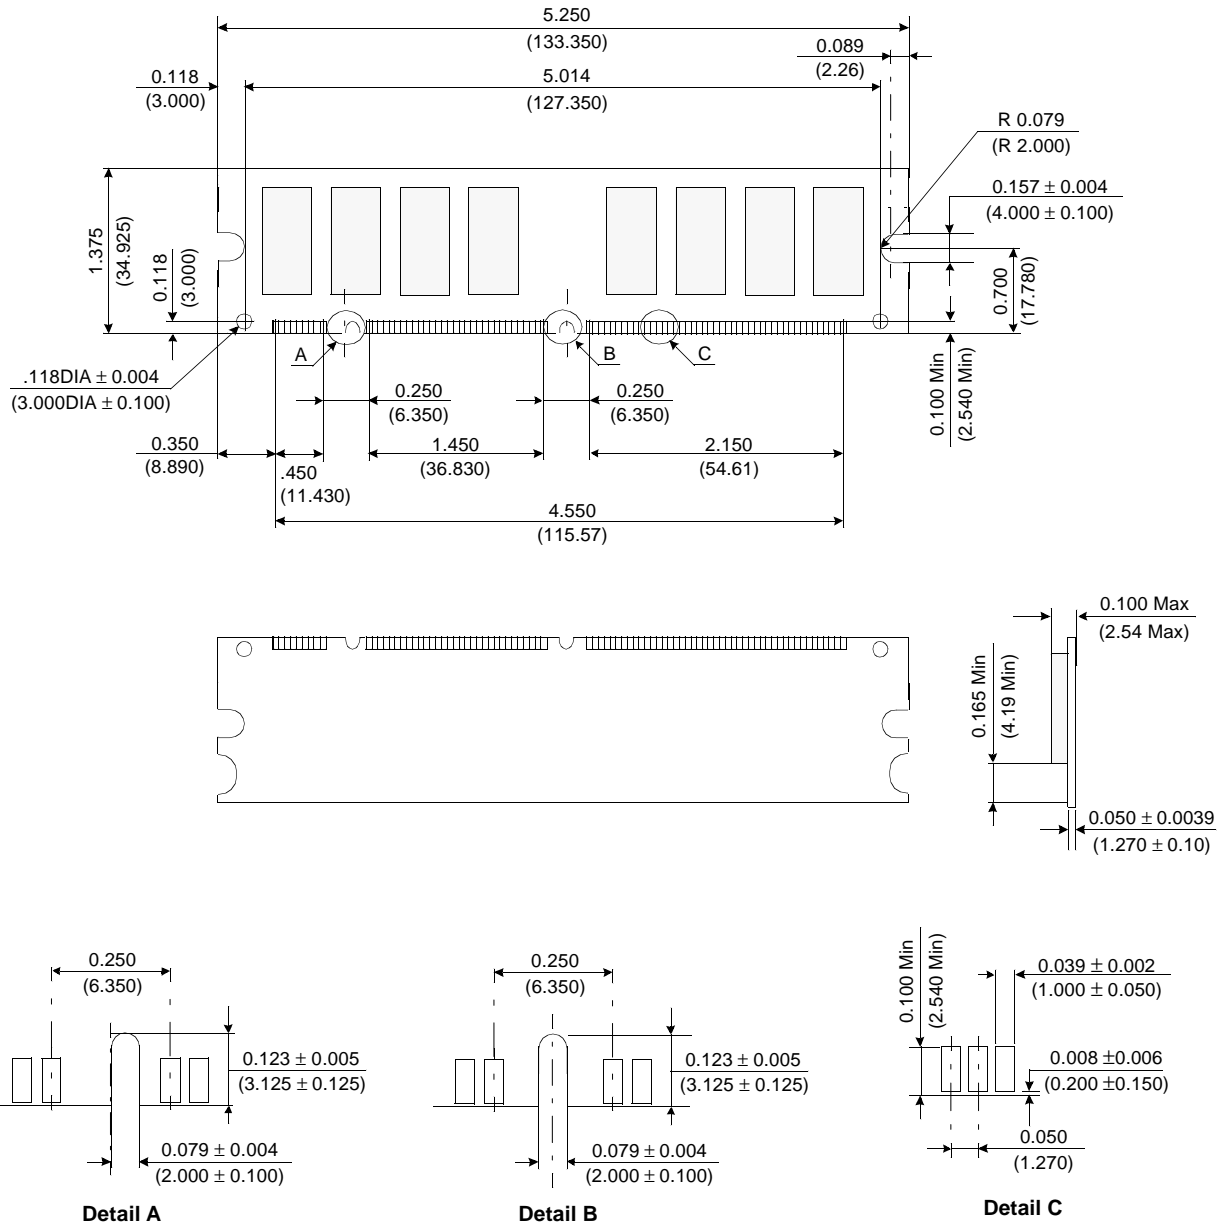 5.250
(133.350)
0.089
(2.26)
0.118
(3.000)
5.014
(127.350)
R 0.079
(R 2.000)
0.157 ± 0.004
(4.000 ± 0.100)
1.375
(34.925)
0.118
(3.000)
0.700
(17.780)
A
B
C
.118DIA ± 0.004
(3.000DIA ± 0.100)
0.250
(6.350)
0.250
(6.350)
0.100 Min
(2.540 Min)
0.350
(8.890)
.450
(11.430)
1.450
(36.830)
2.150
(54.61)
4.550
(115.57)
0.100 Max
(2.54 Max)
0.165 Min
(4.19 Min)
0.050 ± 0.0039
(1.270 ± 0.10)
0.250
(6.350)
0.123 ± 0.005
(3.125 ± 0.125)
0.079 ± 0.004
(2.000 ± 0.100)
Detail A
0.250
(6.350)
0.123 ± 0.005
(3.125 ± 0.125)
0.079 ± 0.004
(2.000 ± 0.100)
Detail B
0.100 Min
(2.540 Min)
0.039 ± 0.002
(1.000 ± 0.050)
0.008 ±0.006
(0.200 ±0.150)
0.050
(1.270)
Detail C